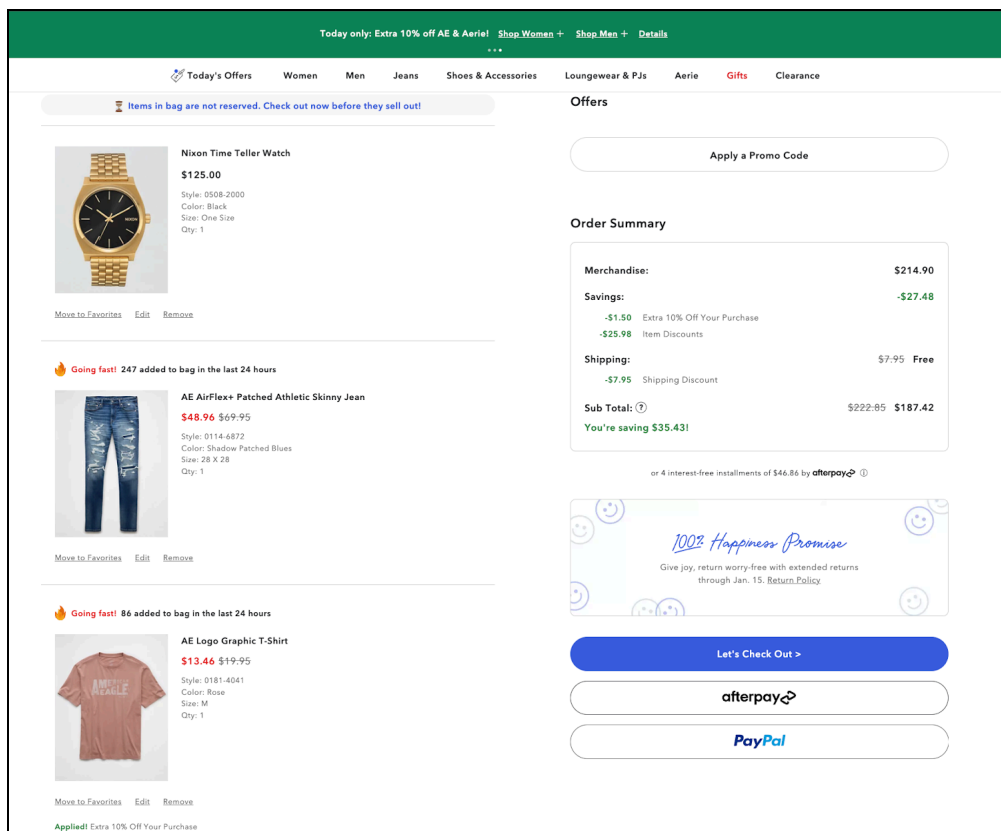 Today only: Extra 10% off AE & Aerie! Shop Women + Shop Men + Details
Today's Offers Women Men Jeans Shoes & Accessories Loungewear & PJs Aerie Gifts Clearance
Items in bag are not reserved. Check out now before they sell out!
NIXON
Nixon Time Teller Watch
$125.00
Style: 0508-2000
Color: Black
Size: One Size
Qty: 1
Move to Favorites Edit Remove
Going fast! 247 added to bag in the last 24 hours
AE AirFlex+ Patched Athletic Skinny Jean
$48.96 $69.95
Style: 0114-6872
Color: Shadow Patched Blues
Size: 28 X 28
Qty: 1
Move to Favorites Edit Remove
Going fast! 86 added to bag in the last 24 hours
AE Logo Graphic T-Shirt
$13.46 $19.95
Style: 0181-4041
Color: Rose
Size: M
Qty: 1
Move to Favorites Edit Remove
Applied! Extra 10% Off Your Purchase
Offers
Apply a Promo Code
Order Summary
Merchandise: $214.90
Savings: -$27.48
-$1.50 Extra 10% Off Your Purchase
-$25.98 Item Discounts
Shipping: $7.95 Free
-$7.95 Shipping Discount
Sub Total: ? $222.85 $187.42
You're saving $35.43!
or 4 interest-free installments of $46.86 by afterpay
100% Happiness Promise
Give joy, return worry-free with extended returns
through Jan. 15. Return Policy
Let's Check Out >
afterpay
PayPal